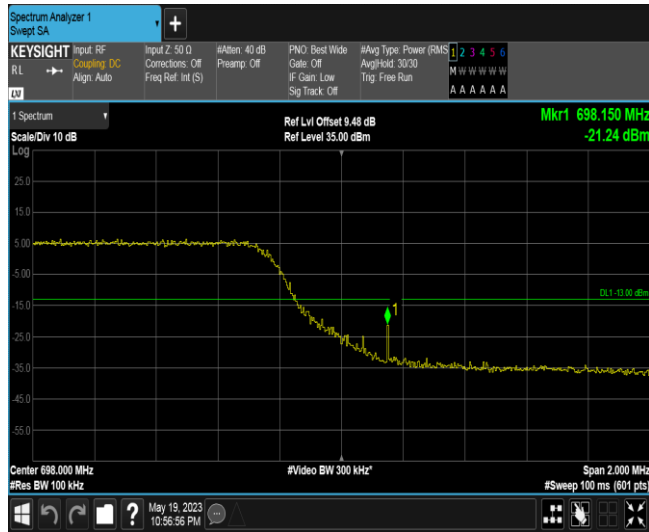 Spectrum Analyzer 1
Swept SA
+
KEYSIGHT
RL
LXI
Input: RF
Coupling: DC
Align: Auto
Input Z: 50 Ω
Corrections: Off
Freq Ref: Int (S)
#Atten: 40 dB
Preamp: Off
PNO: Best Wide
Gate: Off
IF Gain: Low
Sig Track: Off
#Avg Type: Power (RMS
Avg|Hold: 30/30
Trig: Free Run
1 2 3 4 5 6
M W W W W W
A A A A A A
1 Spectrum
Scale/Div 10 dB
Log
Ref Lvl Offset 9.48 dB
Ref Level 35.00 dBm
Mkr1 698.150 MHz
-21.24 dBm
25.0
15.0
5.00
-5.00
-15.0
-25.0
-35.0
-45.0
-55.0
DL1 -13.00 dBm
1
Center 698.000 MHz
#Res BW 100 kHz
#Video BW 300 kHz*
Span 2.000 MHz
#Sweep 100 ms (601 pts)
?
May 19, 2023
10:56:56 PM